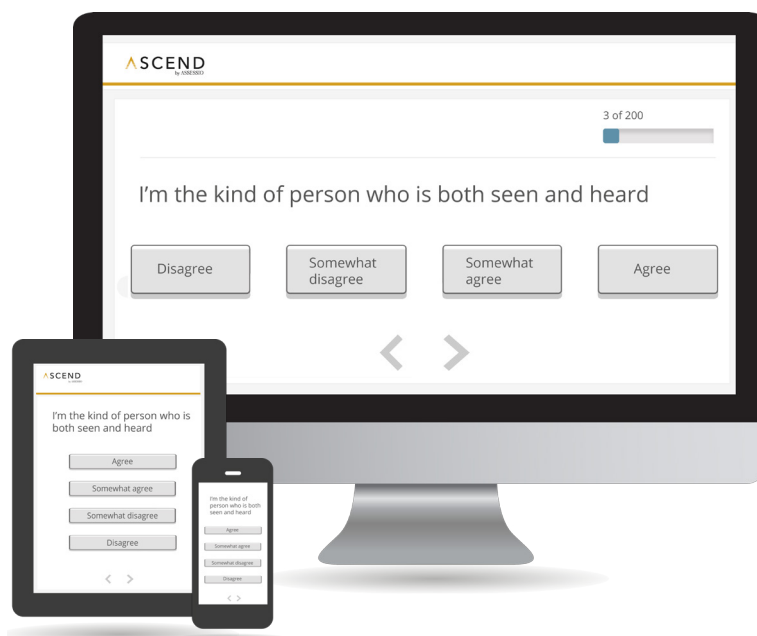 ASCEND
by ASSESSIO
3 of 200
I'm the kind of person who is both seen and heard
Disagree
Somewhat
disagree
Somewhat
agree
Agree
ASCEND
I'm the kind of person who is
both seen and heard
Agree
Somewhat agree
Somewhat disagree
Disagree
I'm the kind of
person who is both
seen and heard
Agree
Somewhat agree
Somewhat disagree
Disagree